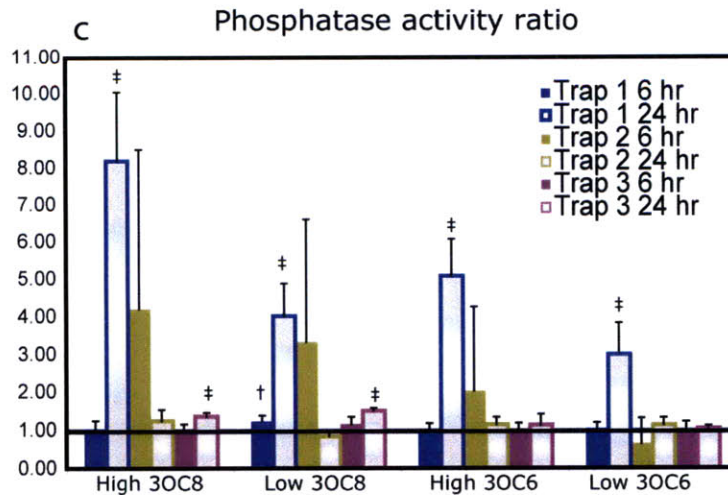 C
Phosphatase activity ratio
11.00
10.00
9.00
8.00
7.00
6.00
5.00
4.00
3.00
2.00
1.00
0.00
‡
‡
†
‡
‡
‡
‡
Trap 1 6 hr
Trap 1 24 hr
Trap 2 6 hr
Trap 2 24 hr
Trap 3 6 hr
Trap 3 24 hr
High 3OC8 Low 3OC8 High 3OC6 Low 3OC6